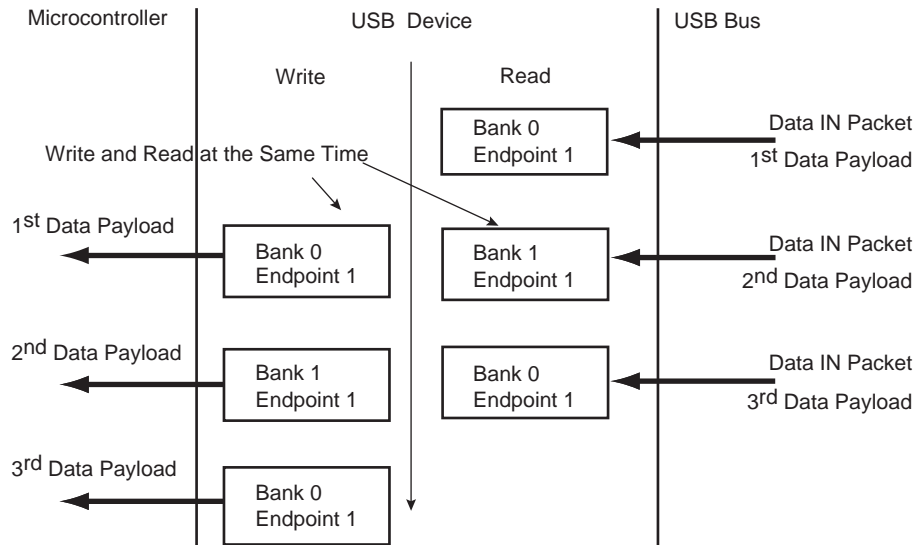 Microcontroller
USB Device
USB Bus
Write
Read
Bank 0
Endpoint 1
Data IN Packet
1st Data Payload
Write and Read at the Same Time
1st Data Payload
Bank 0
Endpoint 1
Bank 1
Endpoint 1
Data IN Packet
2nd Data Payload
2nd Data Payload
Bank 1
Endpoint 1
Bank 0
Endpoint 1
Data IN Packet
3rd Data Payload
3rd Data Payload
Bank 0
Endpoint 1